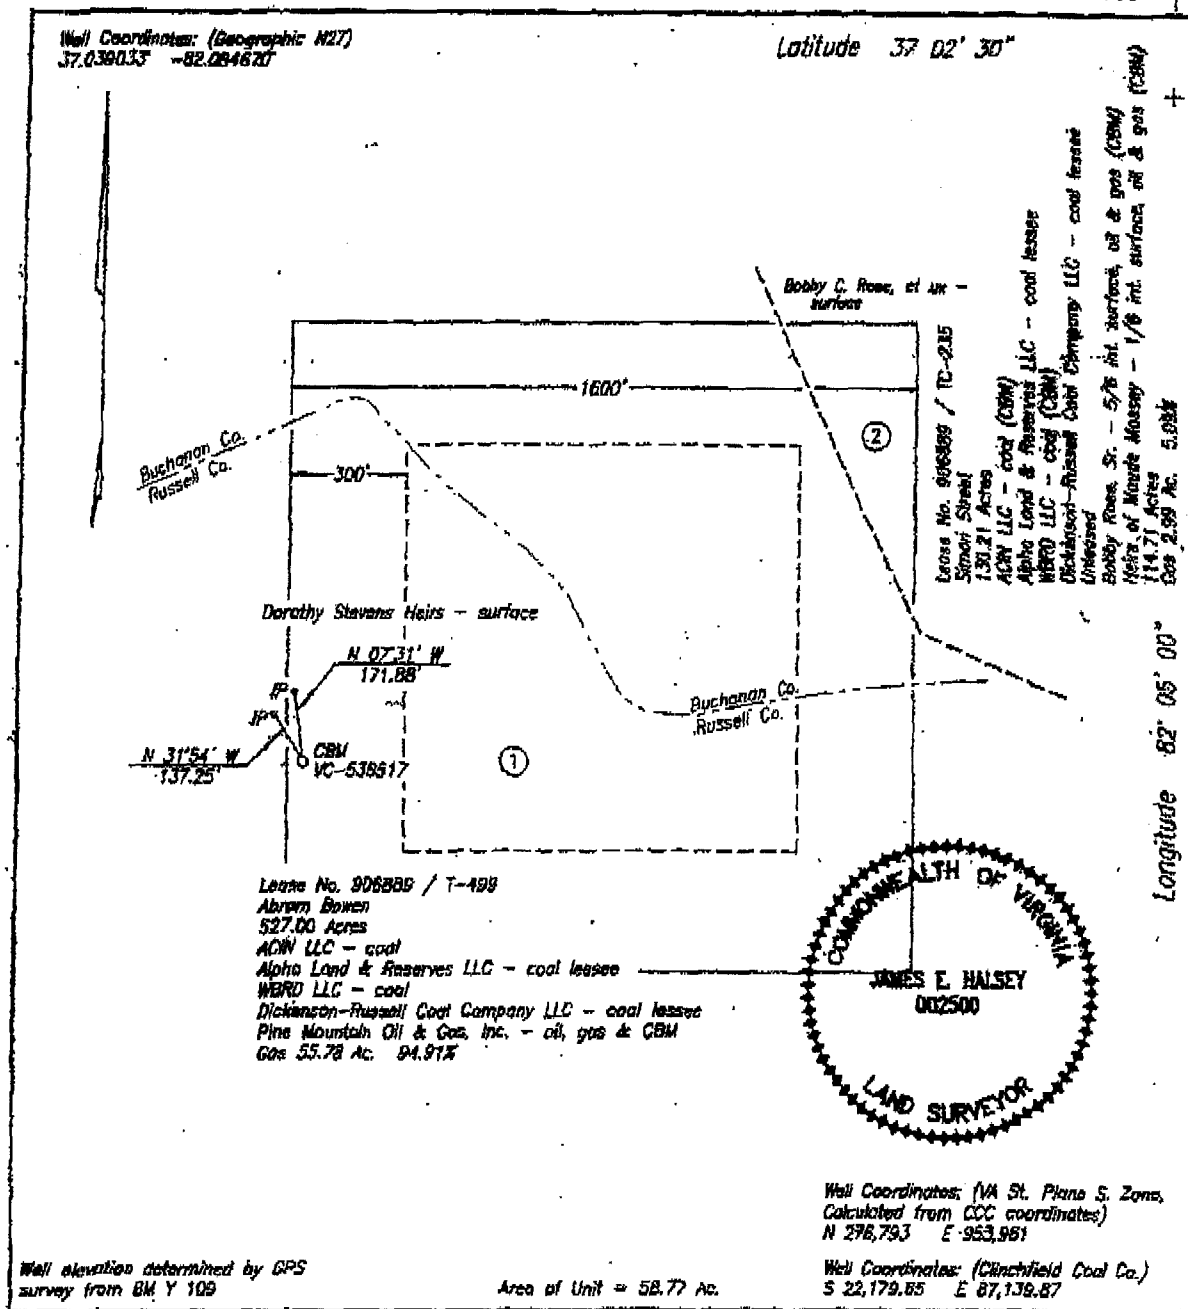 Well Coordinates: (Geographic N27)
37.039033 -82.084670
Latitude 37 02' 30"
Bobby C. Rose, et ux -
surface
1600'
2
Buchanan Co.
Russell Co.
300'
Lease No. 906889 / TC-235
Simon Street
130.21 Acres
ACIN LLC - coal (CBM)
Alpha Land & Reserves LLC - coal lessee
WBRD LLC - coal (CBM)
Dickinson-Russell Coal Company LLC - coal lessee
Unleased
Bobby Rose, Sr. - 5/6 int. surface, oil & gas (CBM)
Heirs of Maude Massey - 1/6 int. surface, oil & gas (CBM)
114.71 Acres
Gas 2.99 Ac. 5.09%
Dorothy Stevens Heirs - surface
N 07°31' W
171.88'
IP
IP
N 31°54' W
137.25'
CBM
VC-536517
1
Buchanan Co.
Russell Co.
Longitude 82° 05' 00"
Lease No. 906889 / T-499
Abram Bowen
527.00 Acres
ACIN LLC - coal
Alpha Land & Reserves LLC - coal lessee
WBRD LLC - coal
Dickinson-Russell Coal Company LLC - coal lessee
Pine Mountain Oil & Gas, Inc. - oil, gas & CBM
Gas 55.78 Ac. 94.91%
COMMONWEALTH OF VIRGINIA
JAMES E. HALSEY
002500
LAND SURVEYOR
Well Coordinates: (VA St. Plane S. Zone,
Calculated from CCC coordinates)
N 276,793 E 953,961
Well elevation determined by GPS
survey from BM Y 109
Area of Unit = 58.77 Ac.
Well Coordinates: (Clinchfield Coal Co.)
S 22,179.65 E 87,139.87